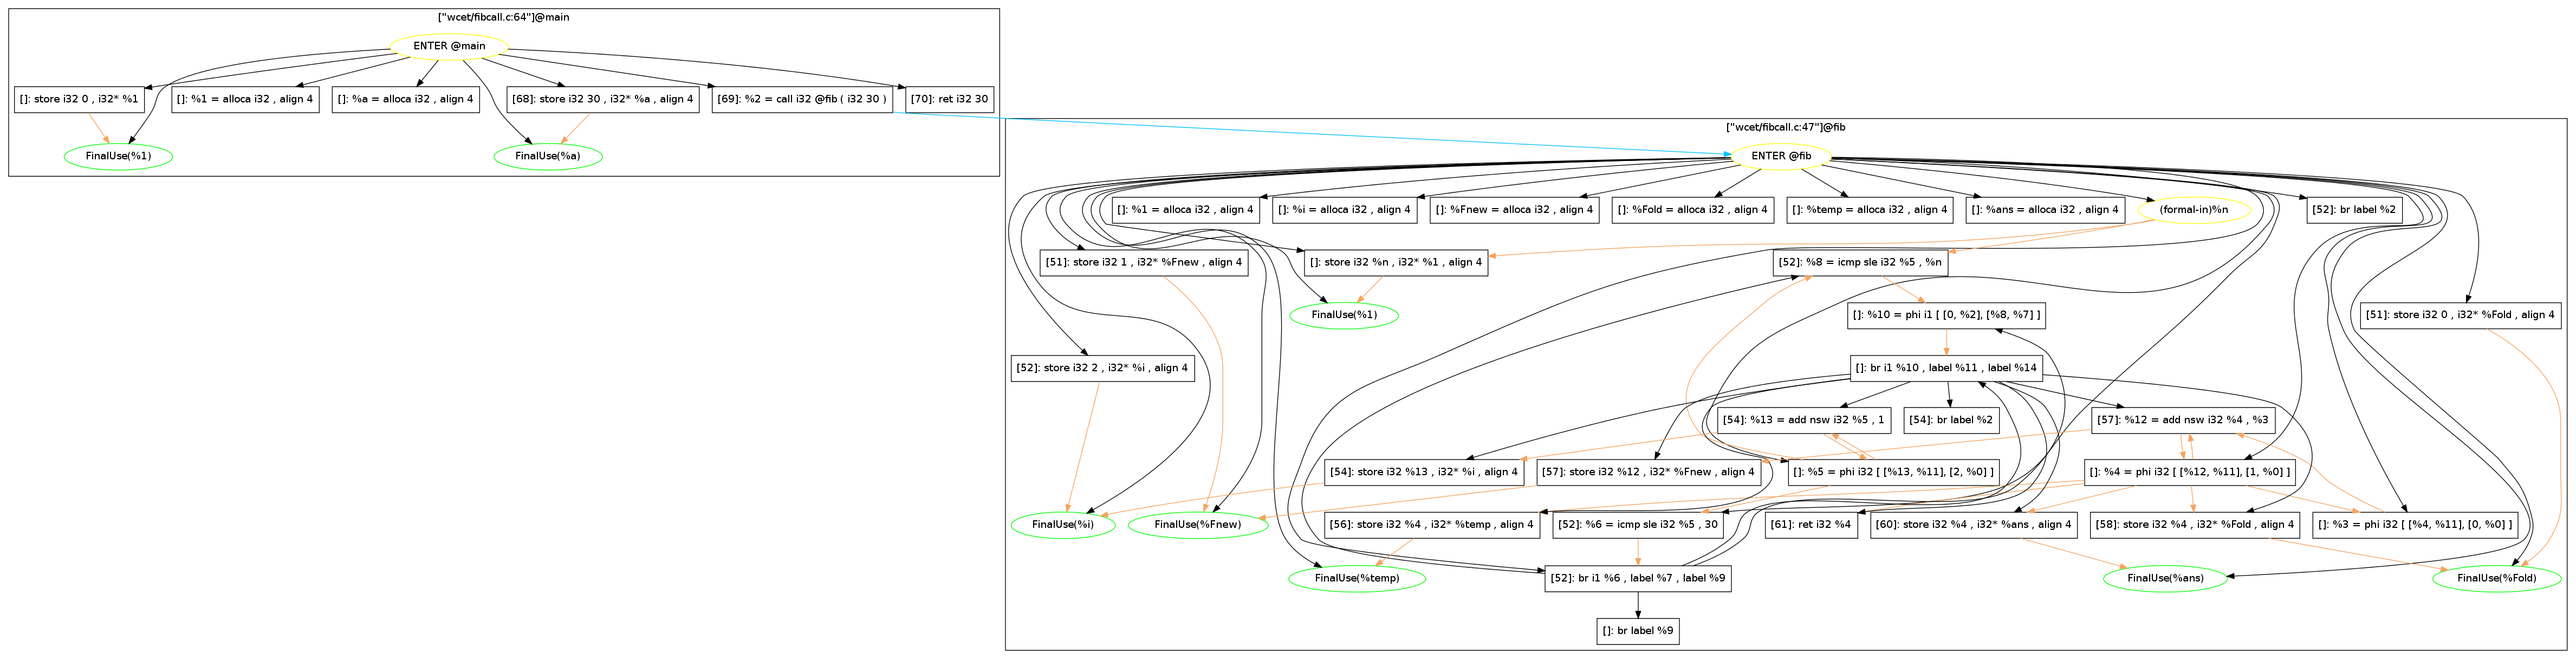 ["wcet/fibcall.c:64"]@main
ENTER @main
[]: store i32 0 , i32* %1
[]: %1 = alloca i32 , align 4
[]: %a = alloca i32 , align 4
[68]: store i32 30 , i32* %a , align 4
[69]: %2 = call i32 @fib ( i32 30 )
[70]: ret i32 30
FinalUse(%1)
FinalUse(%a)
["wcet/fibcall.c:47"]@fib
ENTER @fib
[]: %1 = alloca i32 , align 4
[]: %i = alloca i32 , align 4
[]: %Fnew = alloca i32 , align 4
[]: %Fold = alloca i32 , align 4
[]: %temp = alloca i32 , align 4
[]: %ans = alloca i32 , align 4
(formal-in)%n
[52]: br label %2
[51]: store i32 1 , i32* %Fnew , align 4
[]: store i32 %n , i32* %1 , align 4
[52]: %8 = icmp sle i32 %5 , %n
FinalUse(%1)
[]: %10 = phi i1 [ [0, %2], [%8, %7] ]
[51]: store i32 0 , i32* %Fold , align 4
[52]: store i32 2 , i32* %i , align 4
[]: br i1 %10 , label %11 , label %14
[54]: %13 = add nsw i32 %5 , 1
[54]: br label %2
[57]: %12 = add nsw i32 %4 , %3
[54]: store i32 %13 , i32* %i , align 4
[57]: store i32 %12 , i32* %Fnew , align 4
[]: %5 = phi i32 [ [%13, %11], [2, %0] ]
[]: %4 = phi i32 [ [%12, %11], [1, %0] ]
FinalUse(%i)
FinalUse(%Fnew)
[56]: store i32 %4 , i32* %temp , align 4
[52]: %6 = icmp sle i32 %5 , 30
[61]: ret i32 %4
[60]: store i32 %4 , i32* %ans , align 4
[58]: store i32 %4 , i32* %Fold , align 4
[]: %3 = phi i32 [ [%4, %11], [0, %0] ]
FinalUse(%temp)
[52]: br i1 %6 , label %7 , label %9
FinalUse(%ans)
FinalUse(%Fold)
[]: br label %9